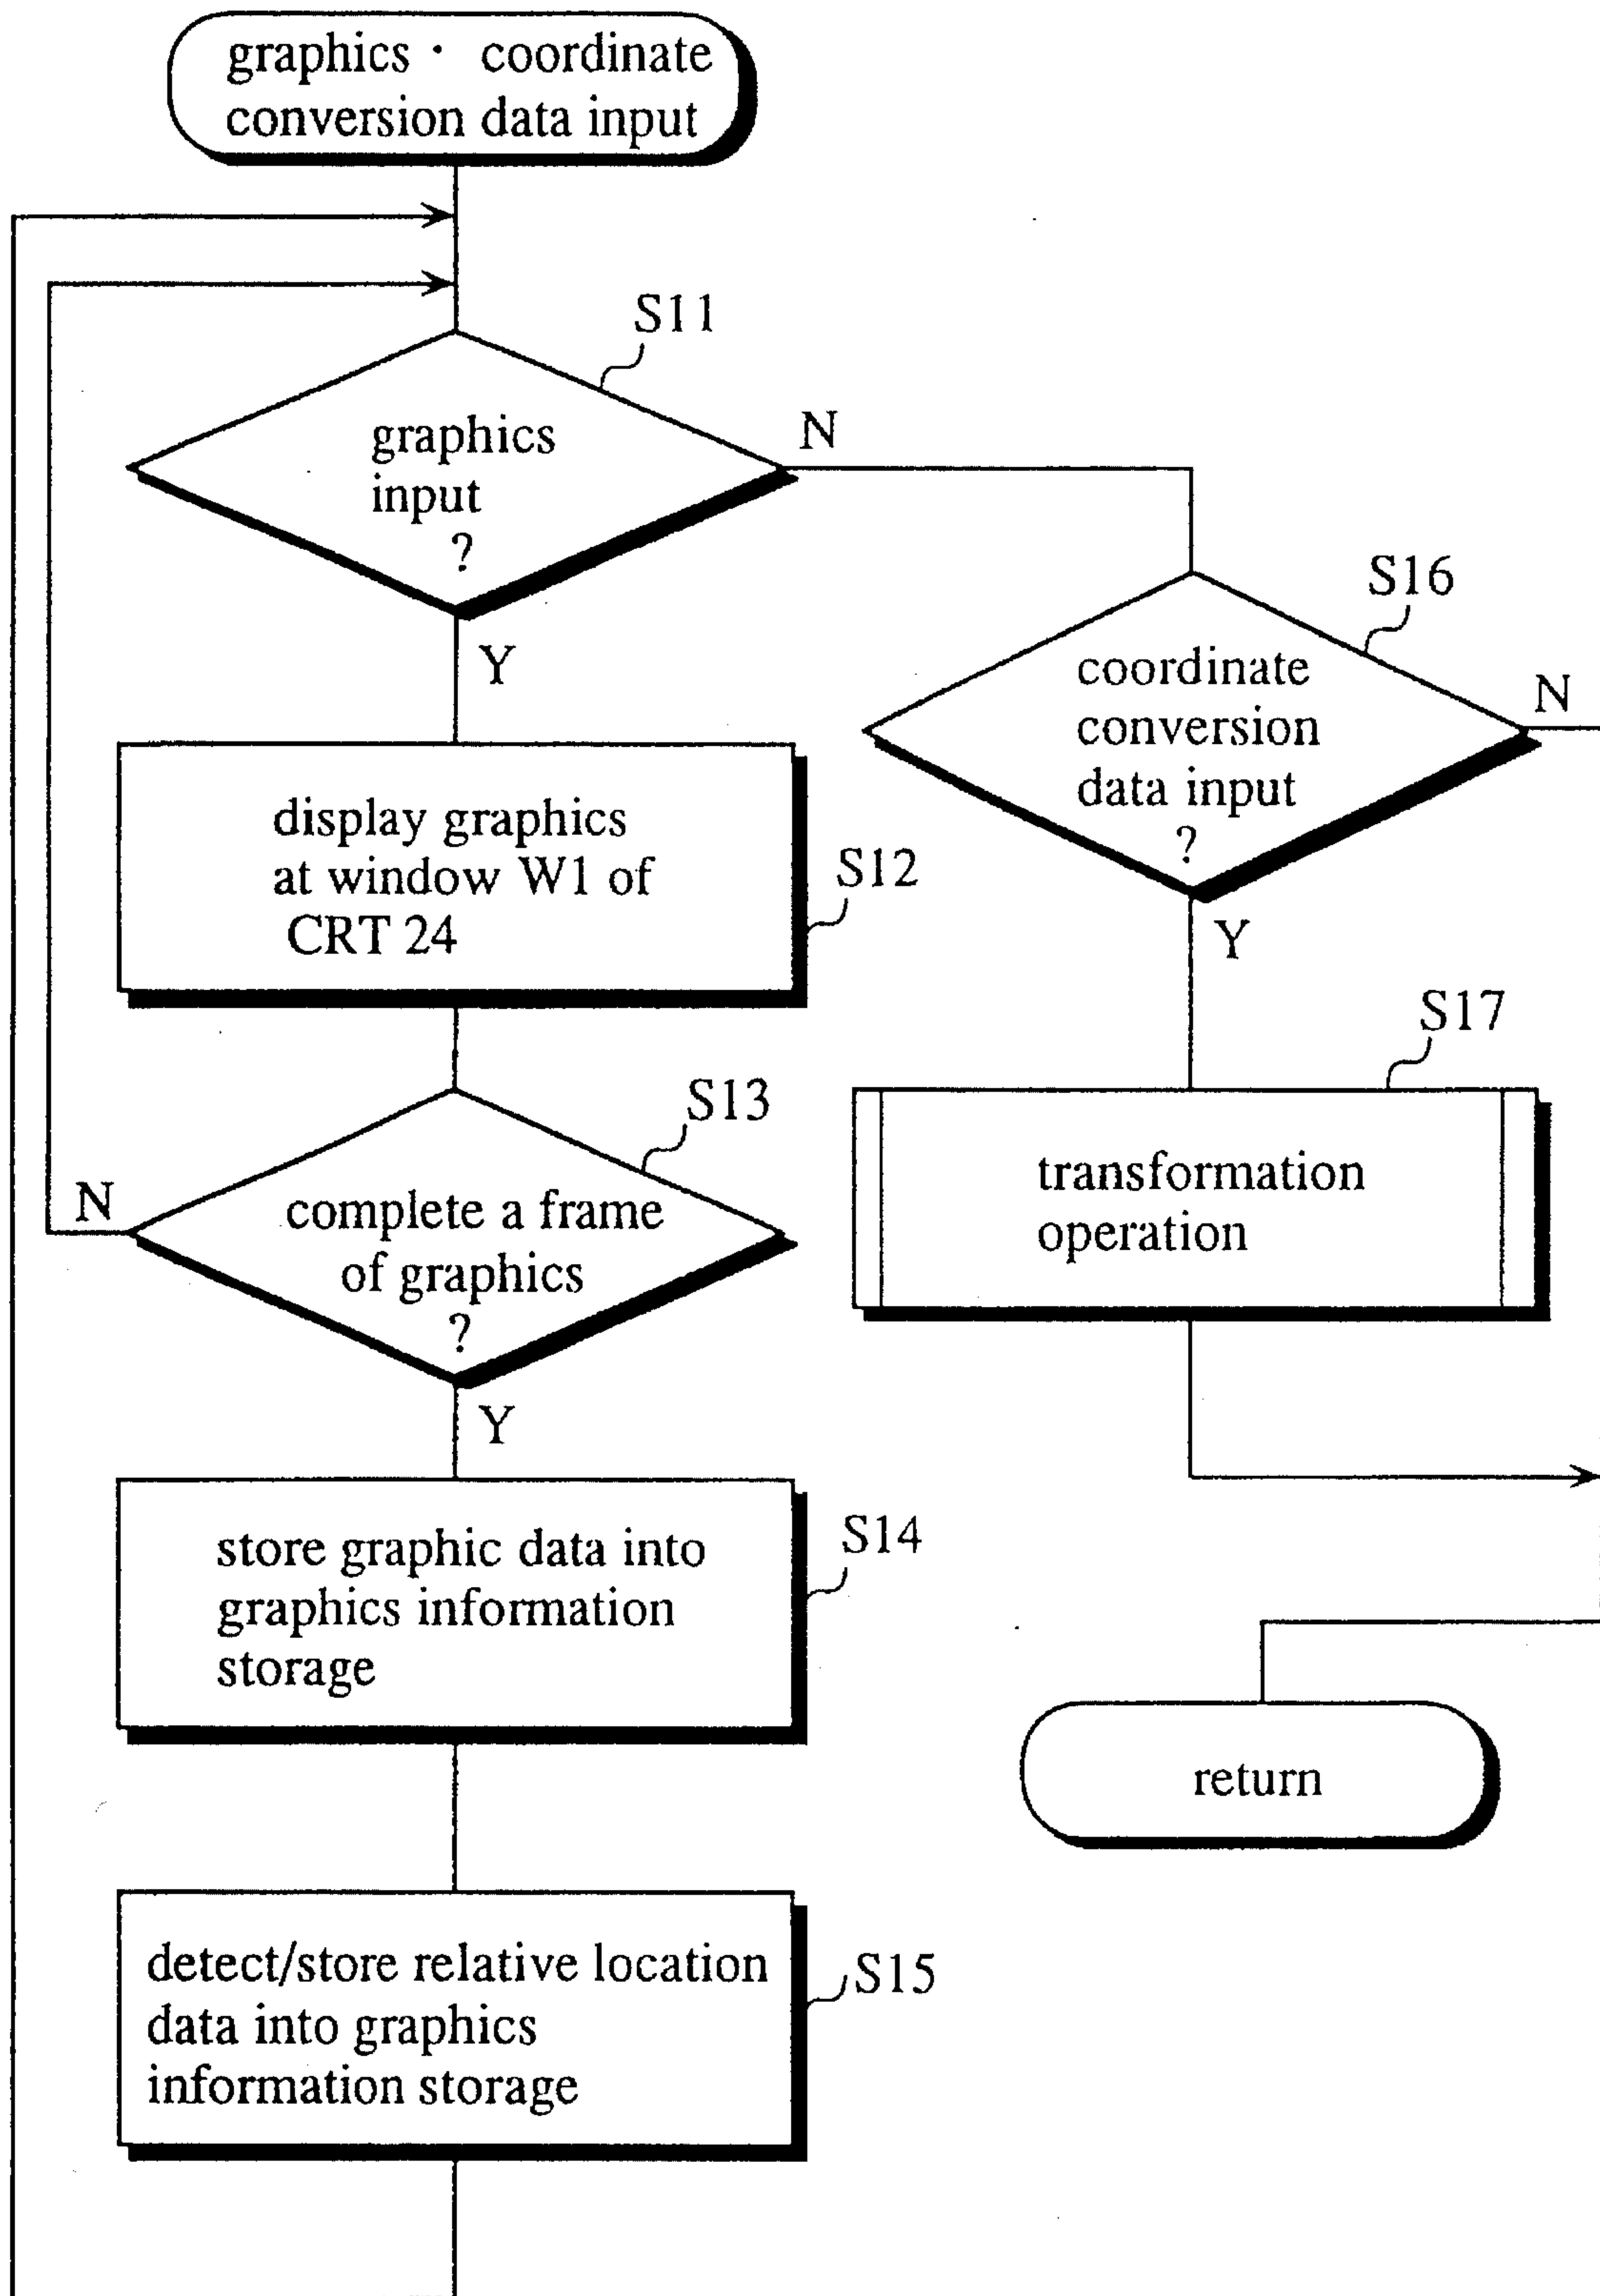 graphics · coordinate
conversion data input
S11
graphics
input
?
N
Y
S16
coordinate
conversion
data input
?
N
Y
display graphics
at window W1 of
CRT 24
S12
S17
transformation
operation
S13
complete a frame
of graphics
?
N
Y
store graphic data into
graphics information
storage
S14
return
detect/store relative location
data into graphics
information storage
S15